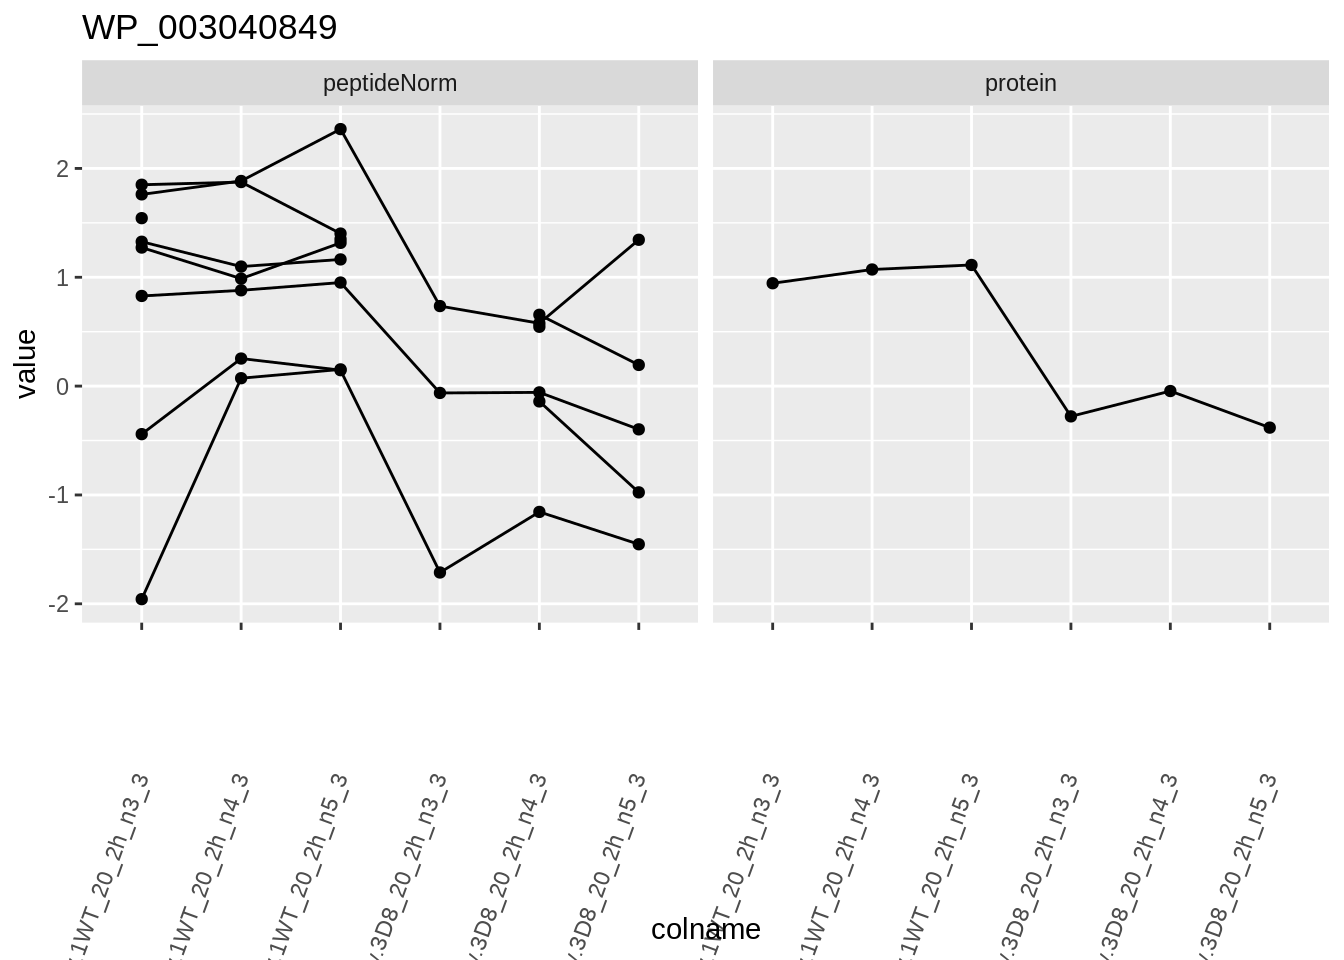 WP_003040849
peptideNorm
protein
value
2
1
0
-1
-2
1WT_20_2h_n3_3
1WT_20_2h_n4_3
1WT_20_2h_n5_3
.3D8_20_2h_n3_3
.3D8_20_2h_n4_3
.3D8_20_2h_n5_3
1WT_20_2h_n3_3
1WT_20_2h_n4_3
1WT_20_2h_n5_3
.3D8_20_2h_n3_3
.3D8_20_2h_n4_3
.3D8_20_2h_n5_3
colname